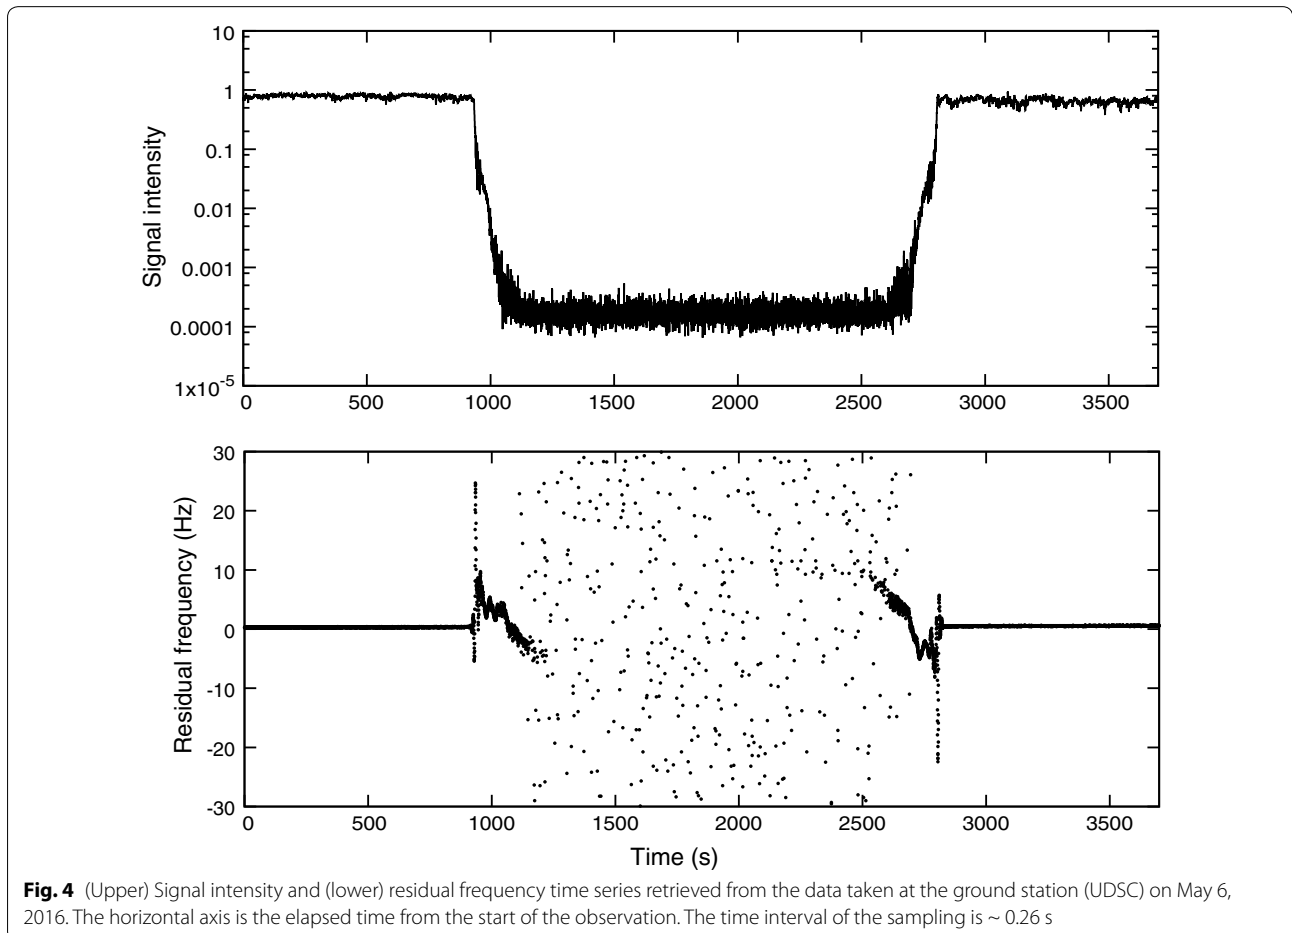 10
1
0.1
0.01
0.001
0.0001
1x10-5
Signal intensity
0 500 1000 1500 2000 2500 3000 3500
30
20
10
0
-10
-20
-30
Residual frequency (Hz)
0 500 1000 1500 2000 2500 3000 3500
Time (s)
Fig. 4 (Upper) Signal intensity and (lower) residual frequency time series retrieved from the data taken at the ground station (UDSC) on May 6,
2016. The horizontal axis is the elapsed time from the start of the observation. The time interval of the sampling is ~ 0.26 s